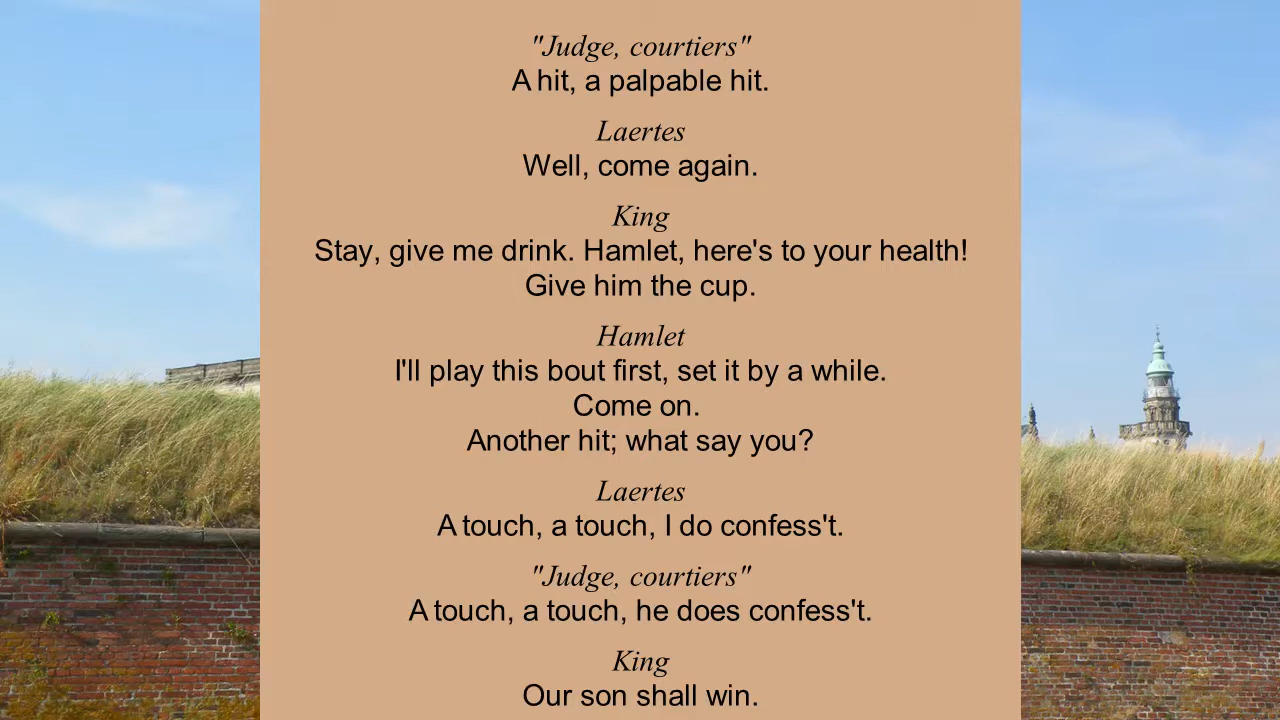 "Judge, courtiers"
A hit, a palpable hit.
Laertes
Well, come again.
King
Stay, give me drink. Hamlet, here's to your health!
Give him the cup.
Hamlet
I'll play this bout first, set it by a while.
Come on.
Another hit; what say you?
Laertes
A touch, a touch, I do confess't.
"Judge, courtiers"
A touch, a touch, he does confess't.
King
Our son shall win.